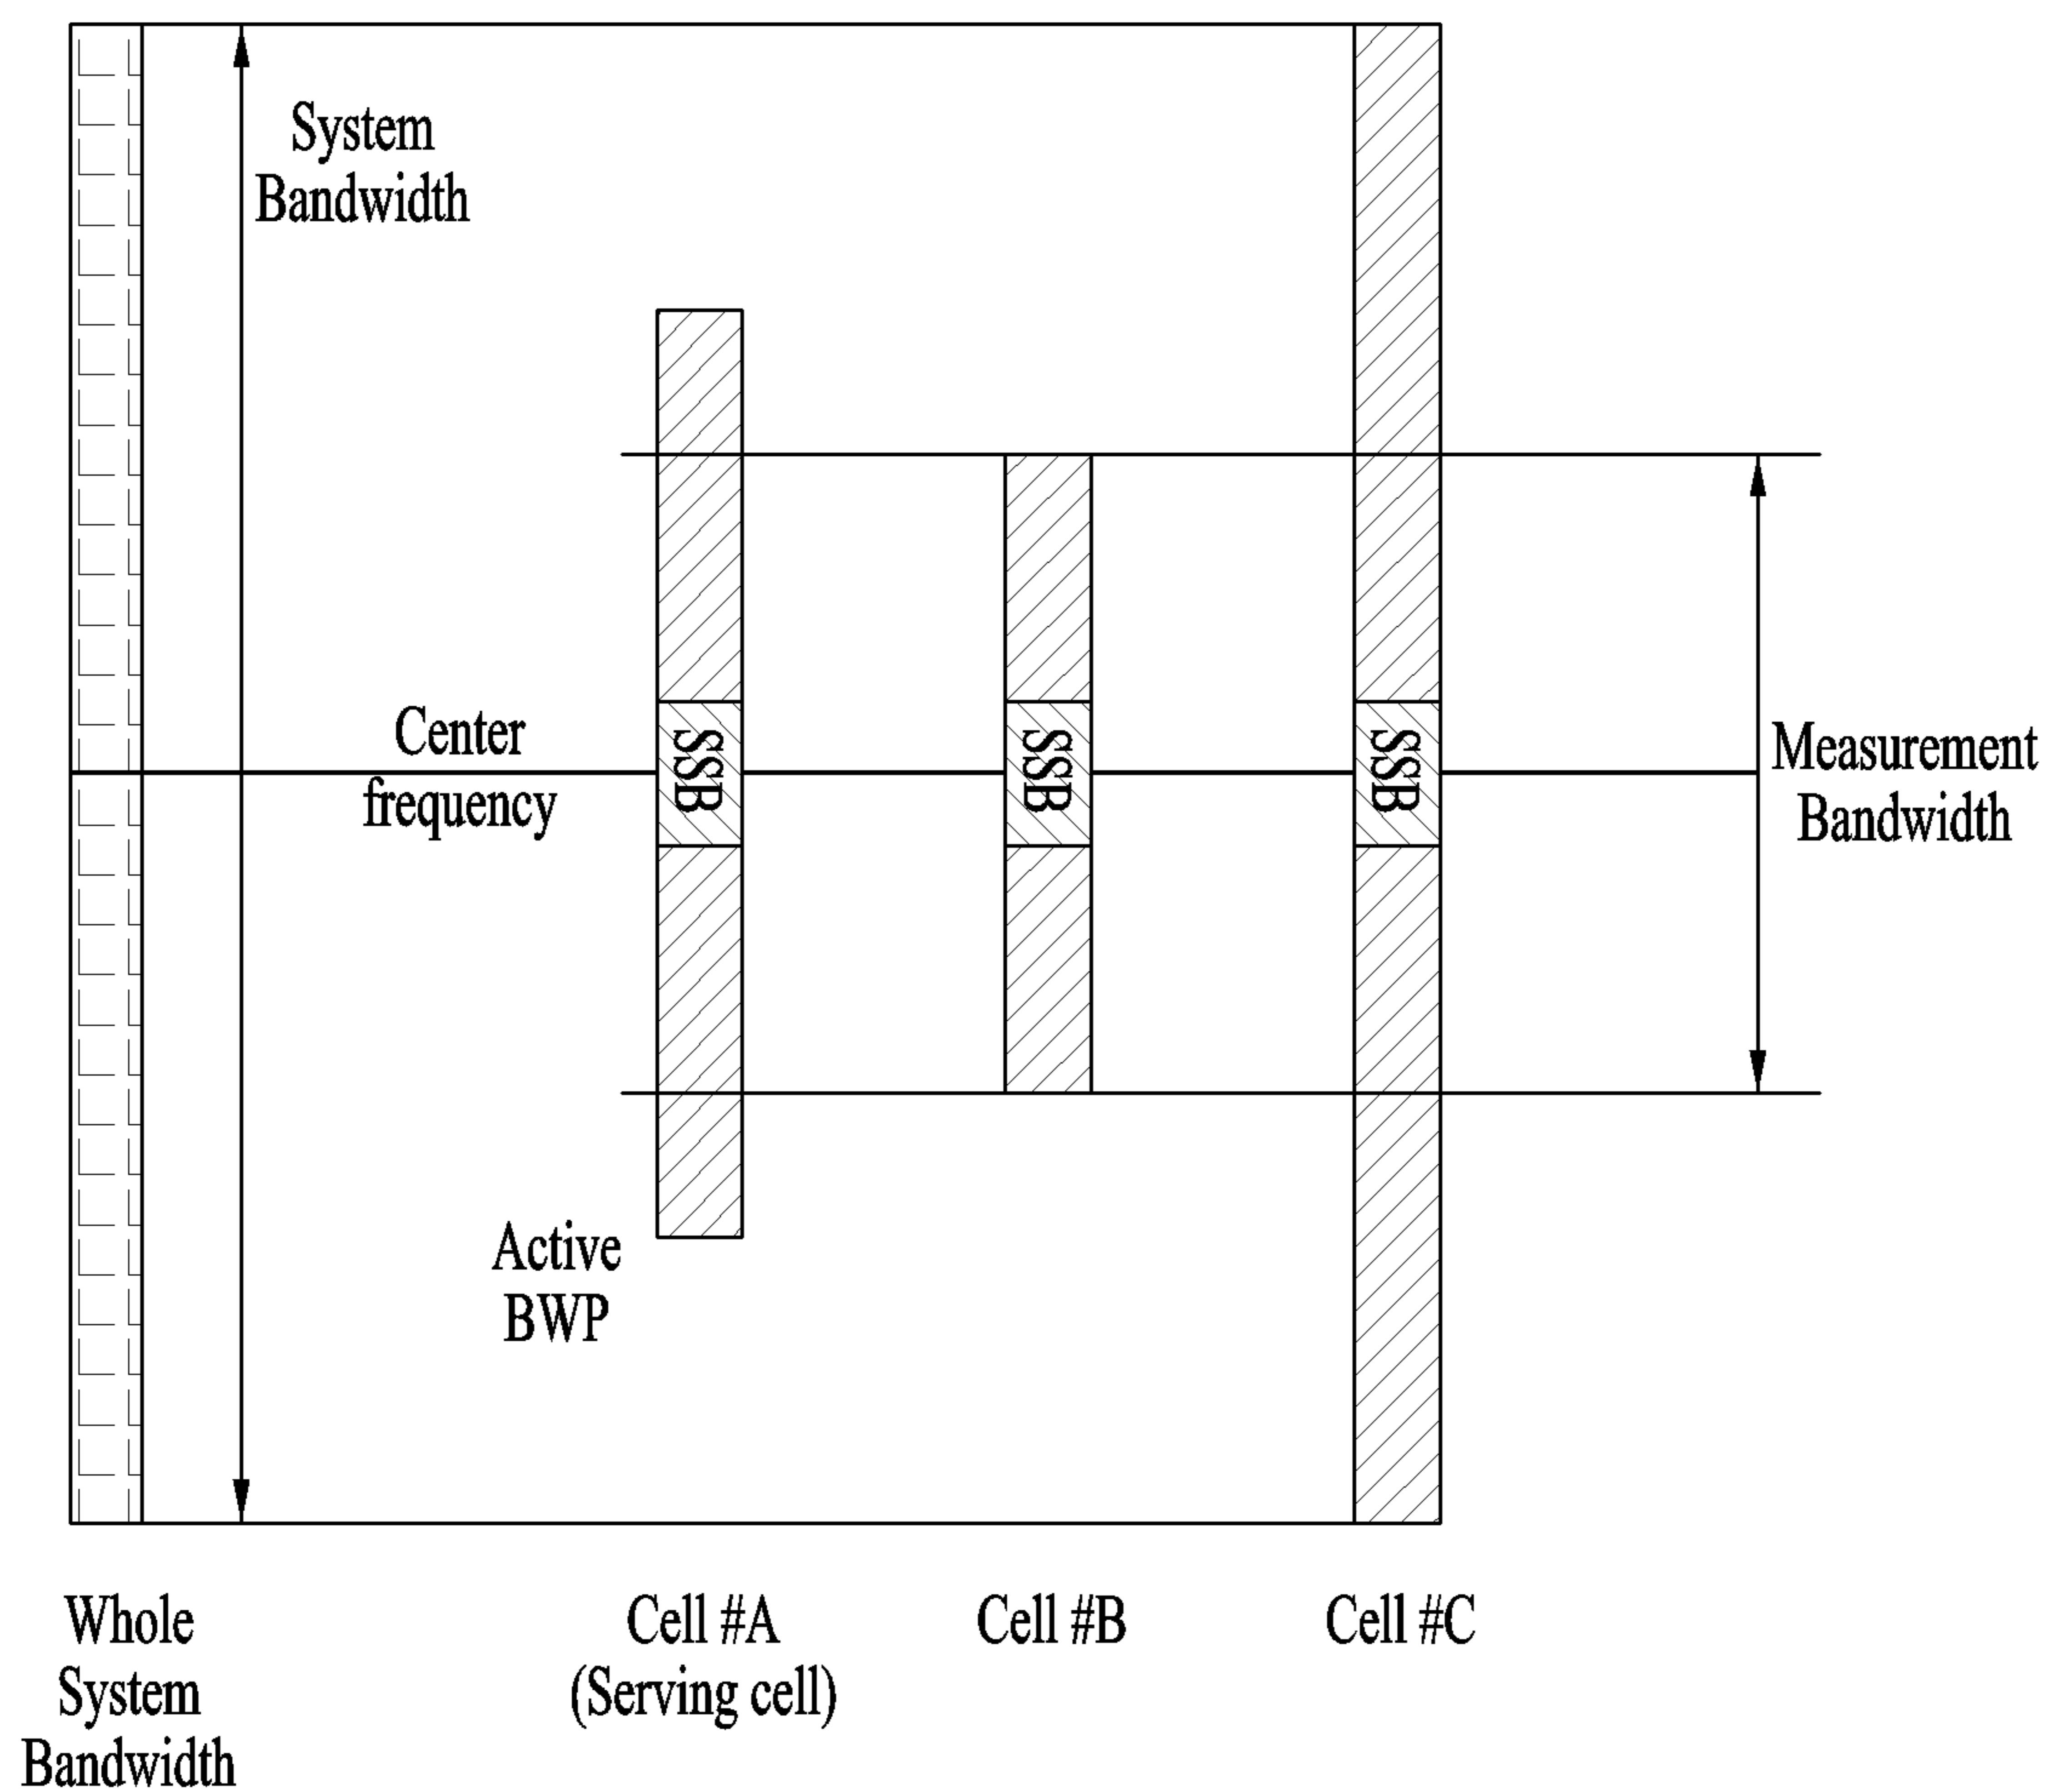 System
Bandwidth
Center
frequency
SSB
SSB
SSB
Measurement
Bandwidth
Active
BWP
Whole
System
Bandwidth
Cell #A
(Serving cell)
Cell #B
Cell #C